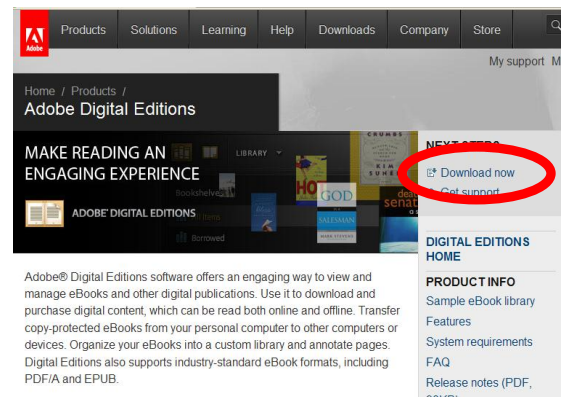 Adobe
Products Solutions Learning Help Downloads Company Store
My support M
Home / Products /
Adobe Digital Editions
MAKE READING AN
ENGAGING EXPERIENCE
ADOBE® DIGITAL EDITIONS
LIBRARY
Bookshelves
Borrowed
CRUMBS
KIM
GOD
SALESMAN
NEXT STEPS
Download now
Get support
DIGITAL EDITIONS
HOME
PRODUCT INFO
Sample eBook library
Features
System requirements
FAQ
Release notes (PDF,
Adobe® Digital Editions software offers an engaging way to view and
manage eBooks and other digital publications. Use it to download and
purchase digital content, which can be read both online and offline. Transfer
copy-protected eBooks from your personal computer to other computers or
devices. Organize your eBooks into a custom library and annotate pages.
Digital Editions also supports industry-standard eBook formats, including
PDF/A and EPUB.